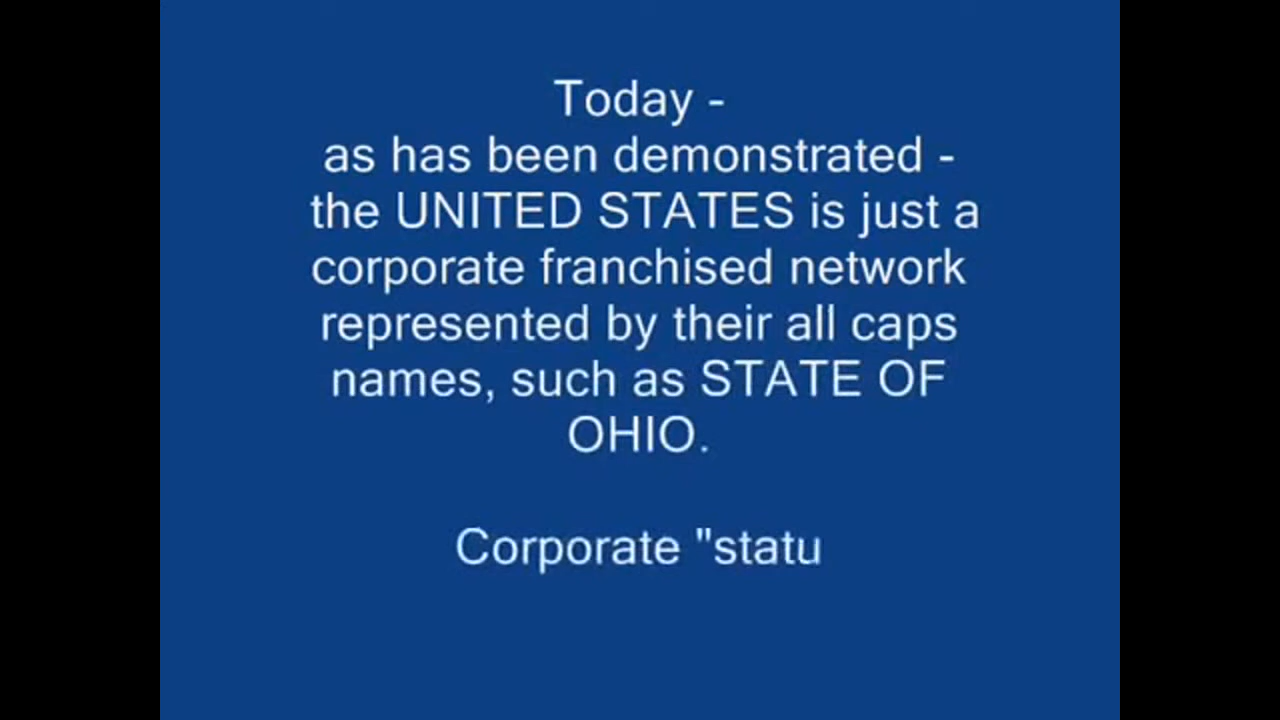 Today -
as has been demonstrated -
the UNITED STATES is just a
corporate franchised network
represented by their all caps
names, such as STATE OF
OHIO.
Corporate "statu